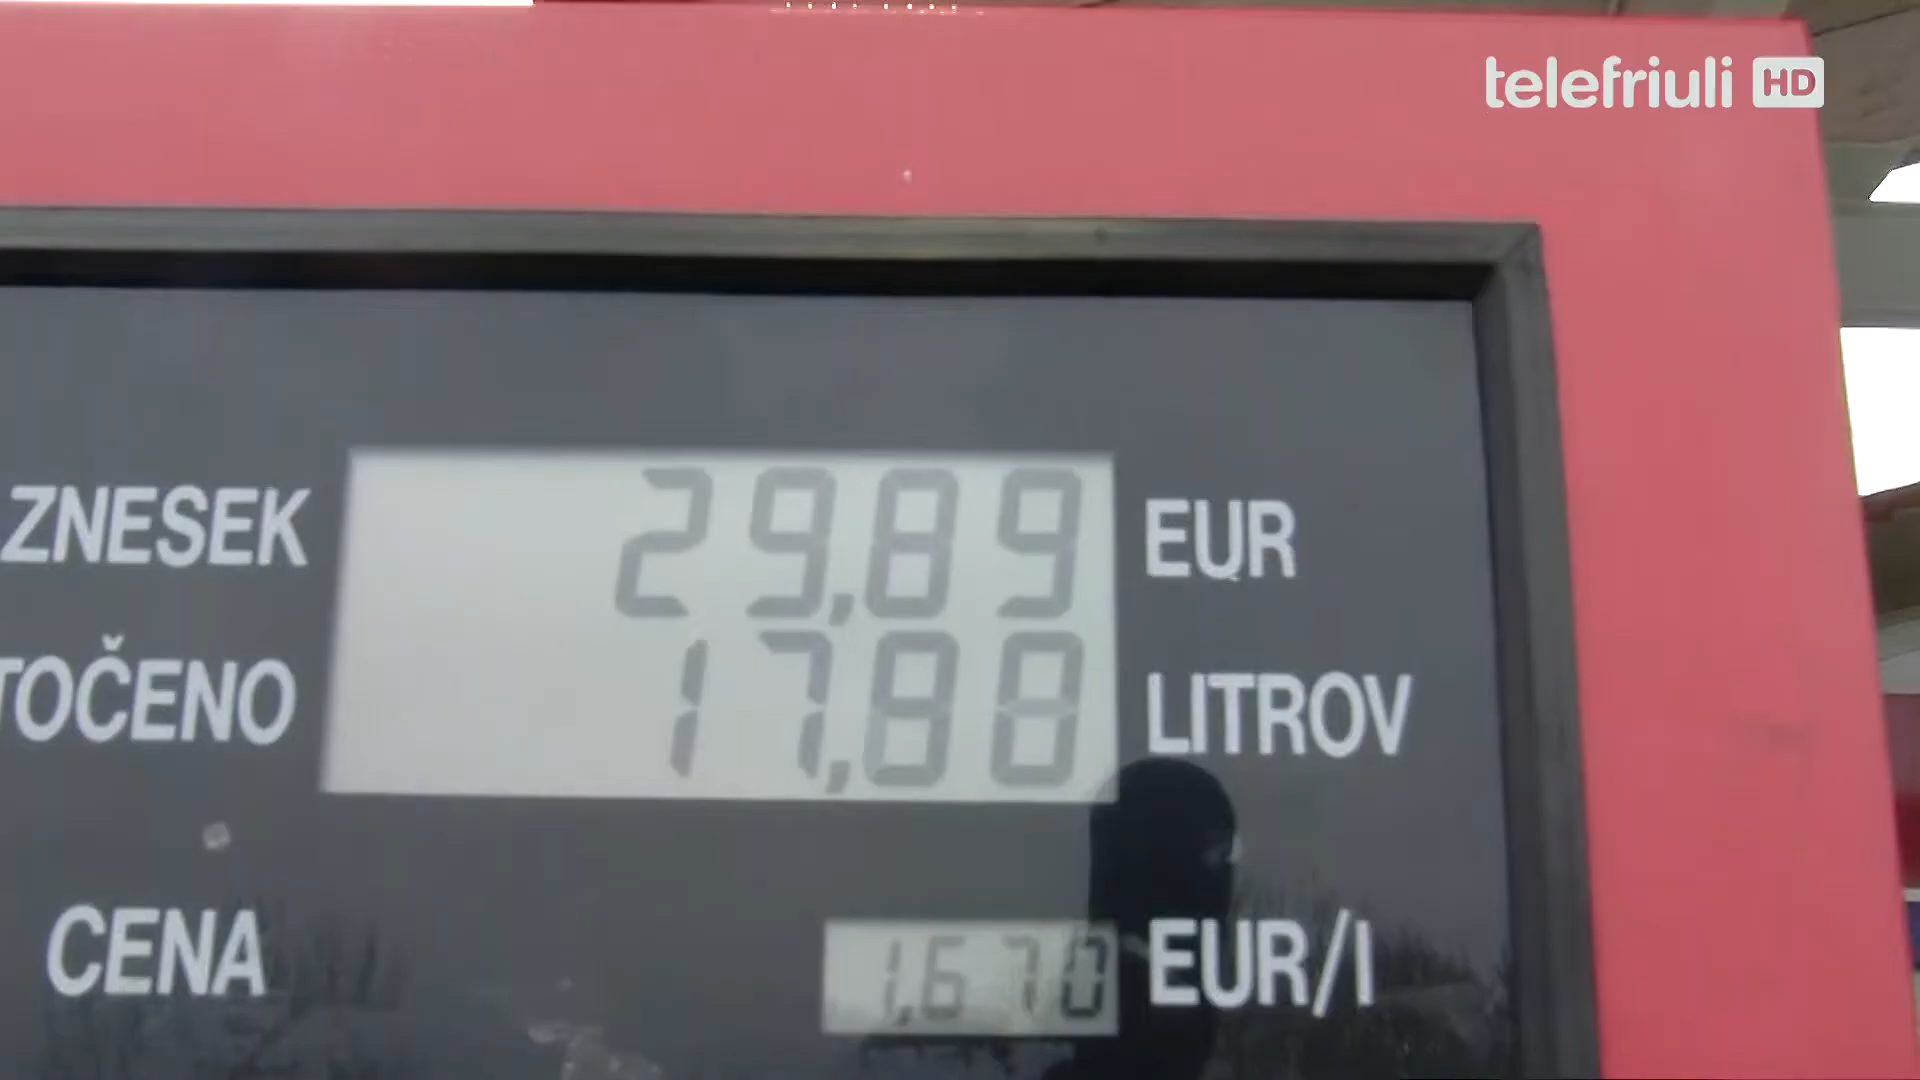 telefriuli HD
ZNESEK 29,89 EUR
TOČENO 17,88 LITROV
CENA 1,670 EUR/l